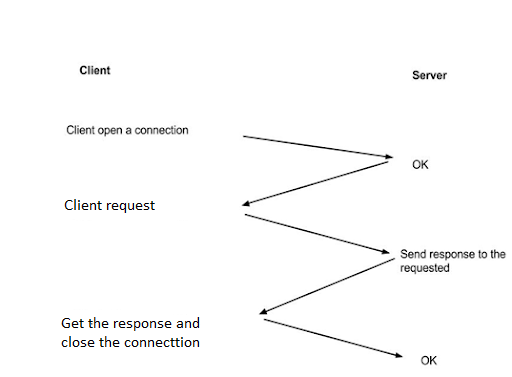 Client
Server
Client open a connection
OK
Client request
Send response to the
requested
Get the response and
close the connecttion
OK